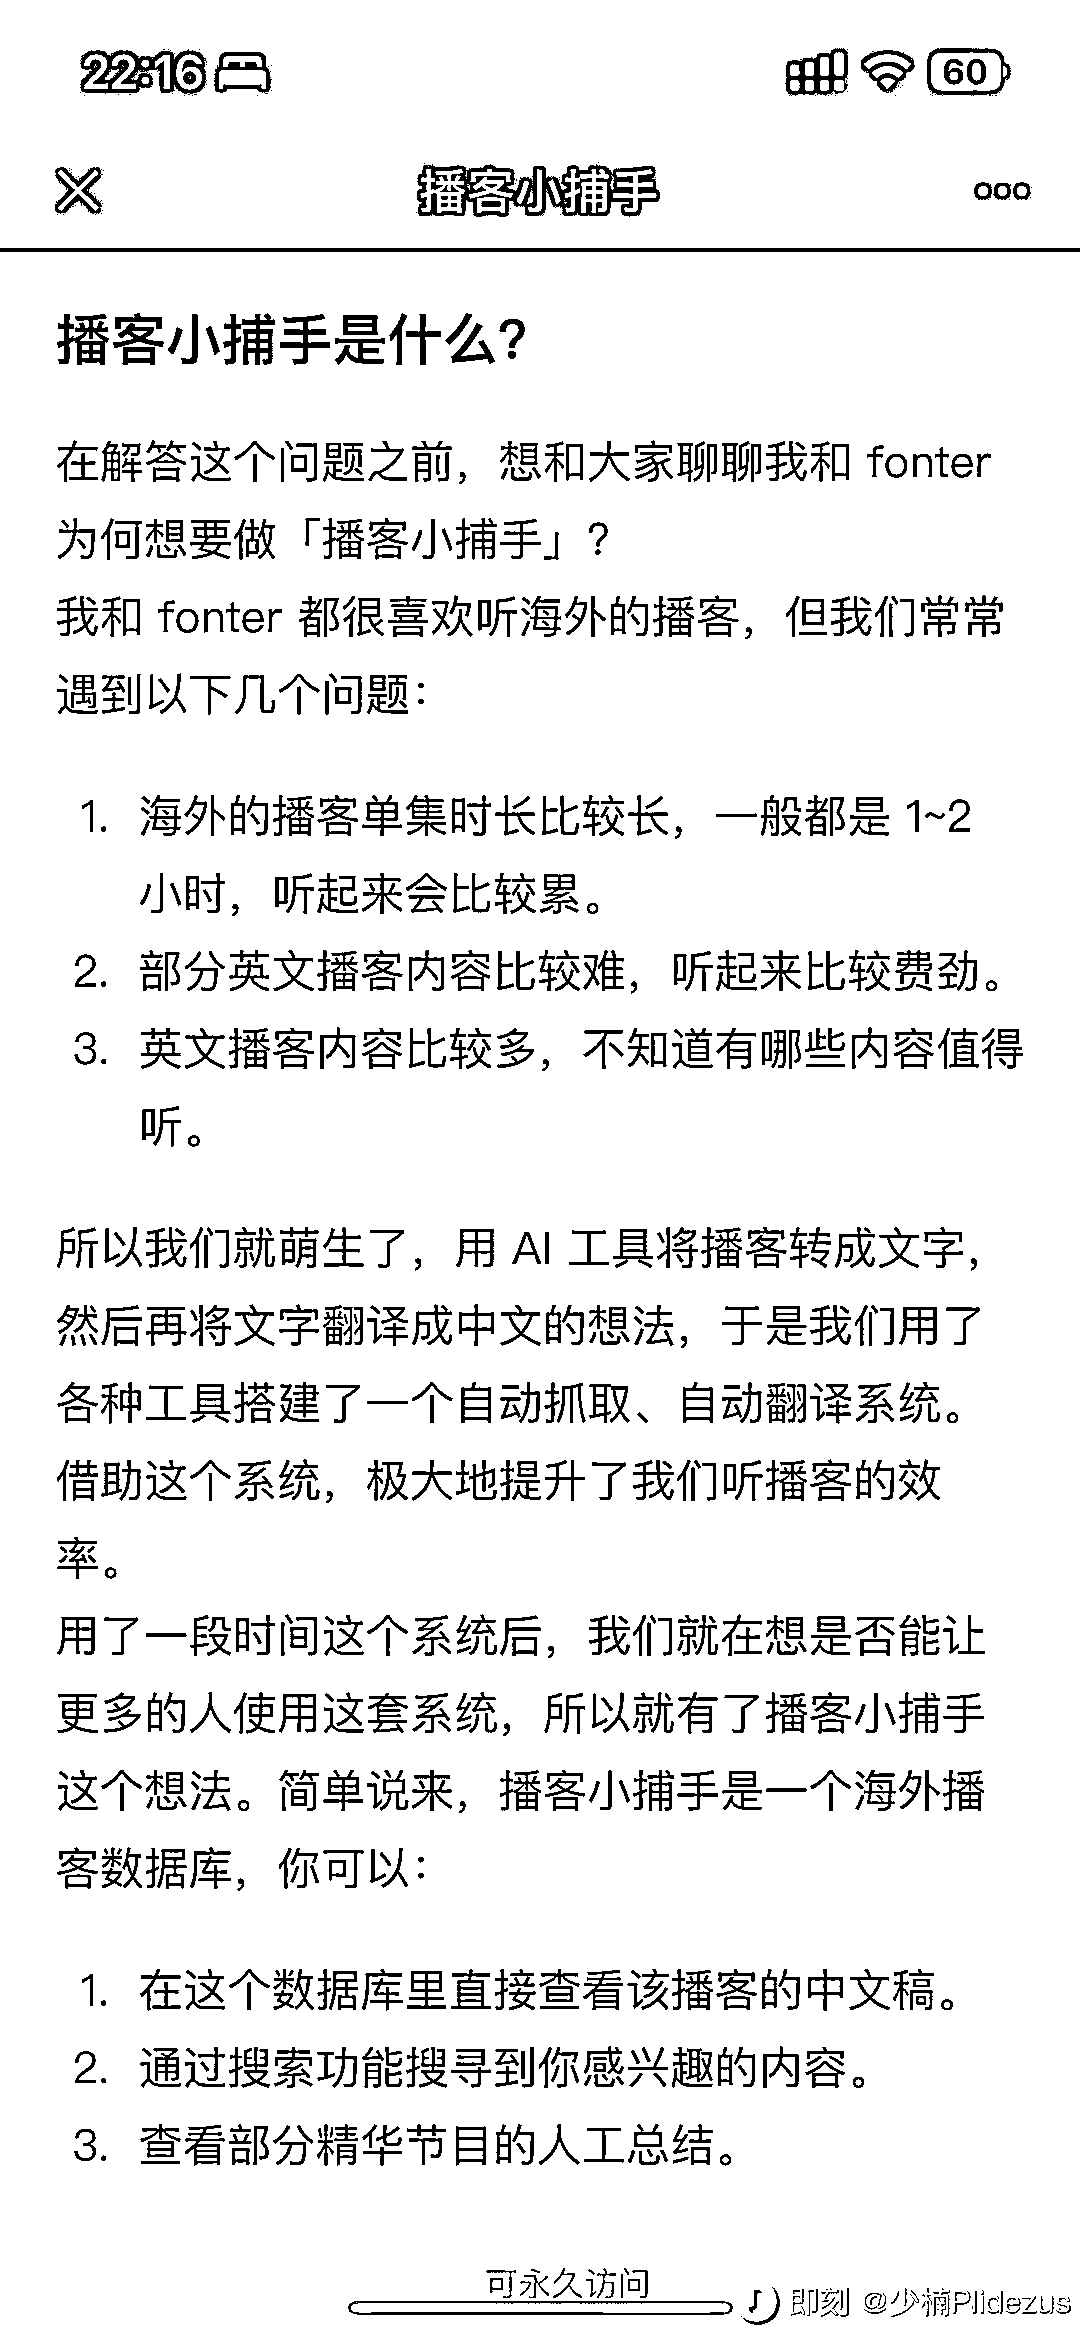 22:16
60
播客小捕手
播客小捕手是什么?
在解答这个问题之前，想和大家聊聊我和 fonter
为何想要做「播客小捕手」?
我和 fonter 都很喜欢听海外的播客，但我们常常
遇到以下几个问题：
1. 海外的播客单集时长比较长，一般都是 1~2
小时，听起来会比较累。
2. 部分英文播客内容比较难，听起来比较费劲。
3. 英文播客内容比较多，不知道有哪些内容值得
听。
所以我们就萌生了，用 AI 工具将播客转成文字，
然后再将文字翻译成中文的想法，于是我们用了
各种工具搭建了一个自动抓取、自动翻译系统。
借助这个系统，极大地提升了我们听播客的效
率。
用了一段时间这个系统后，我们就在想是否能让
更多的人使用这套系统，所以就有了播客小捕手
这个想法。简单说来，播客小捕手是一个海外播
客数据库，你可以：
1. 在这个数据库里直接查看该播客的中文稿。
2. 通过搜索功能搜寻到你感兴趣的内容。
3. 查看部分精华节目的人工总结。
可永久访问
即刻 @少楠Plidezus